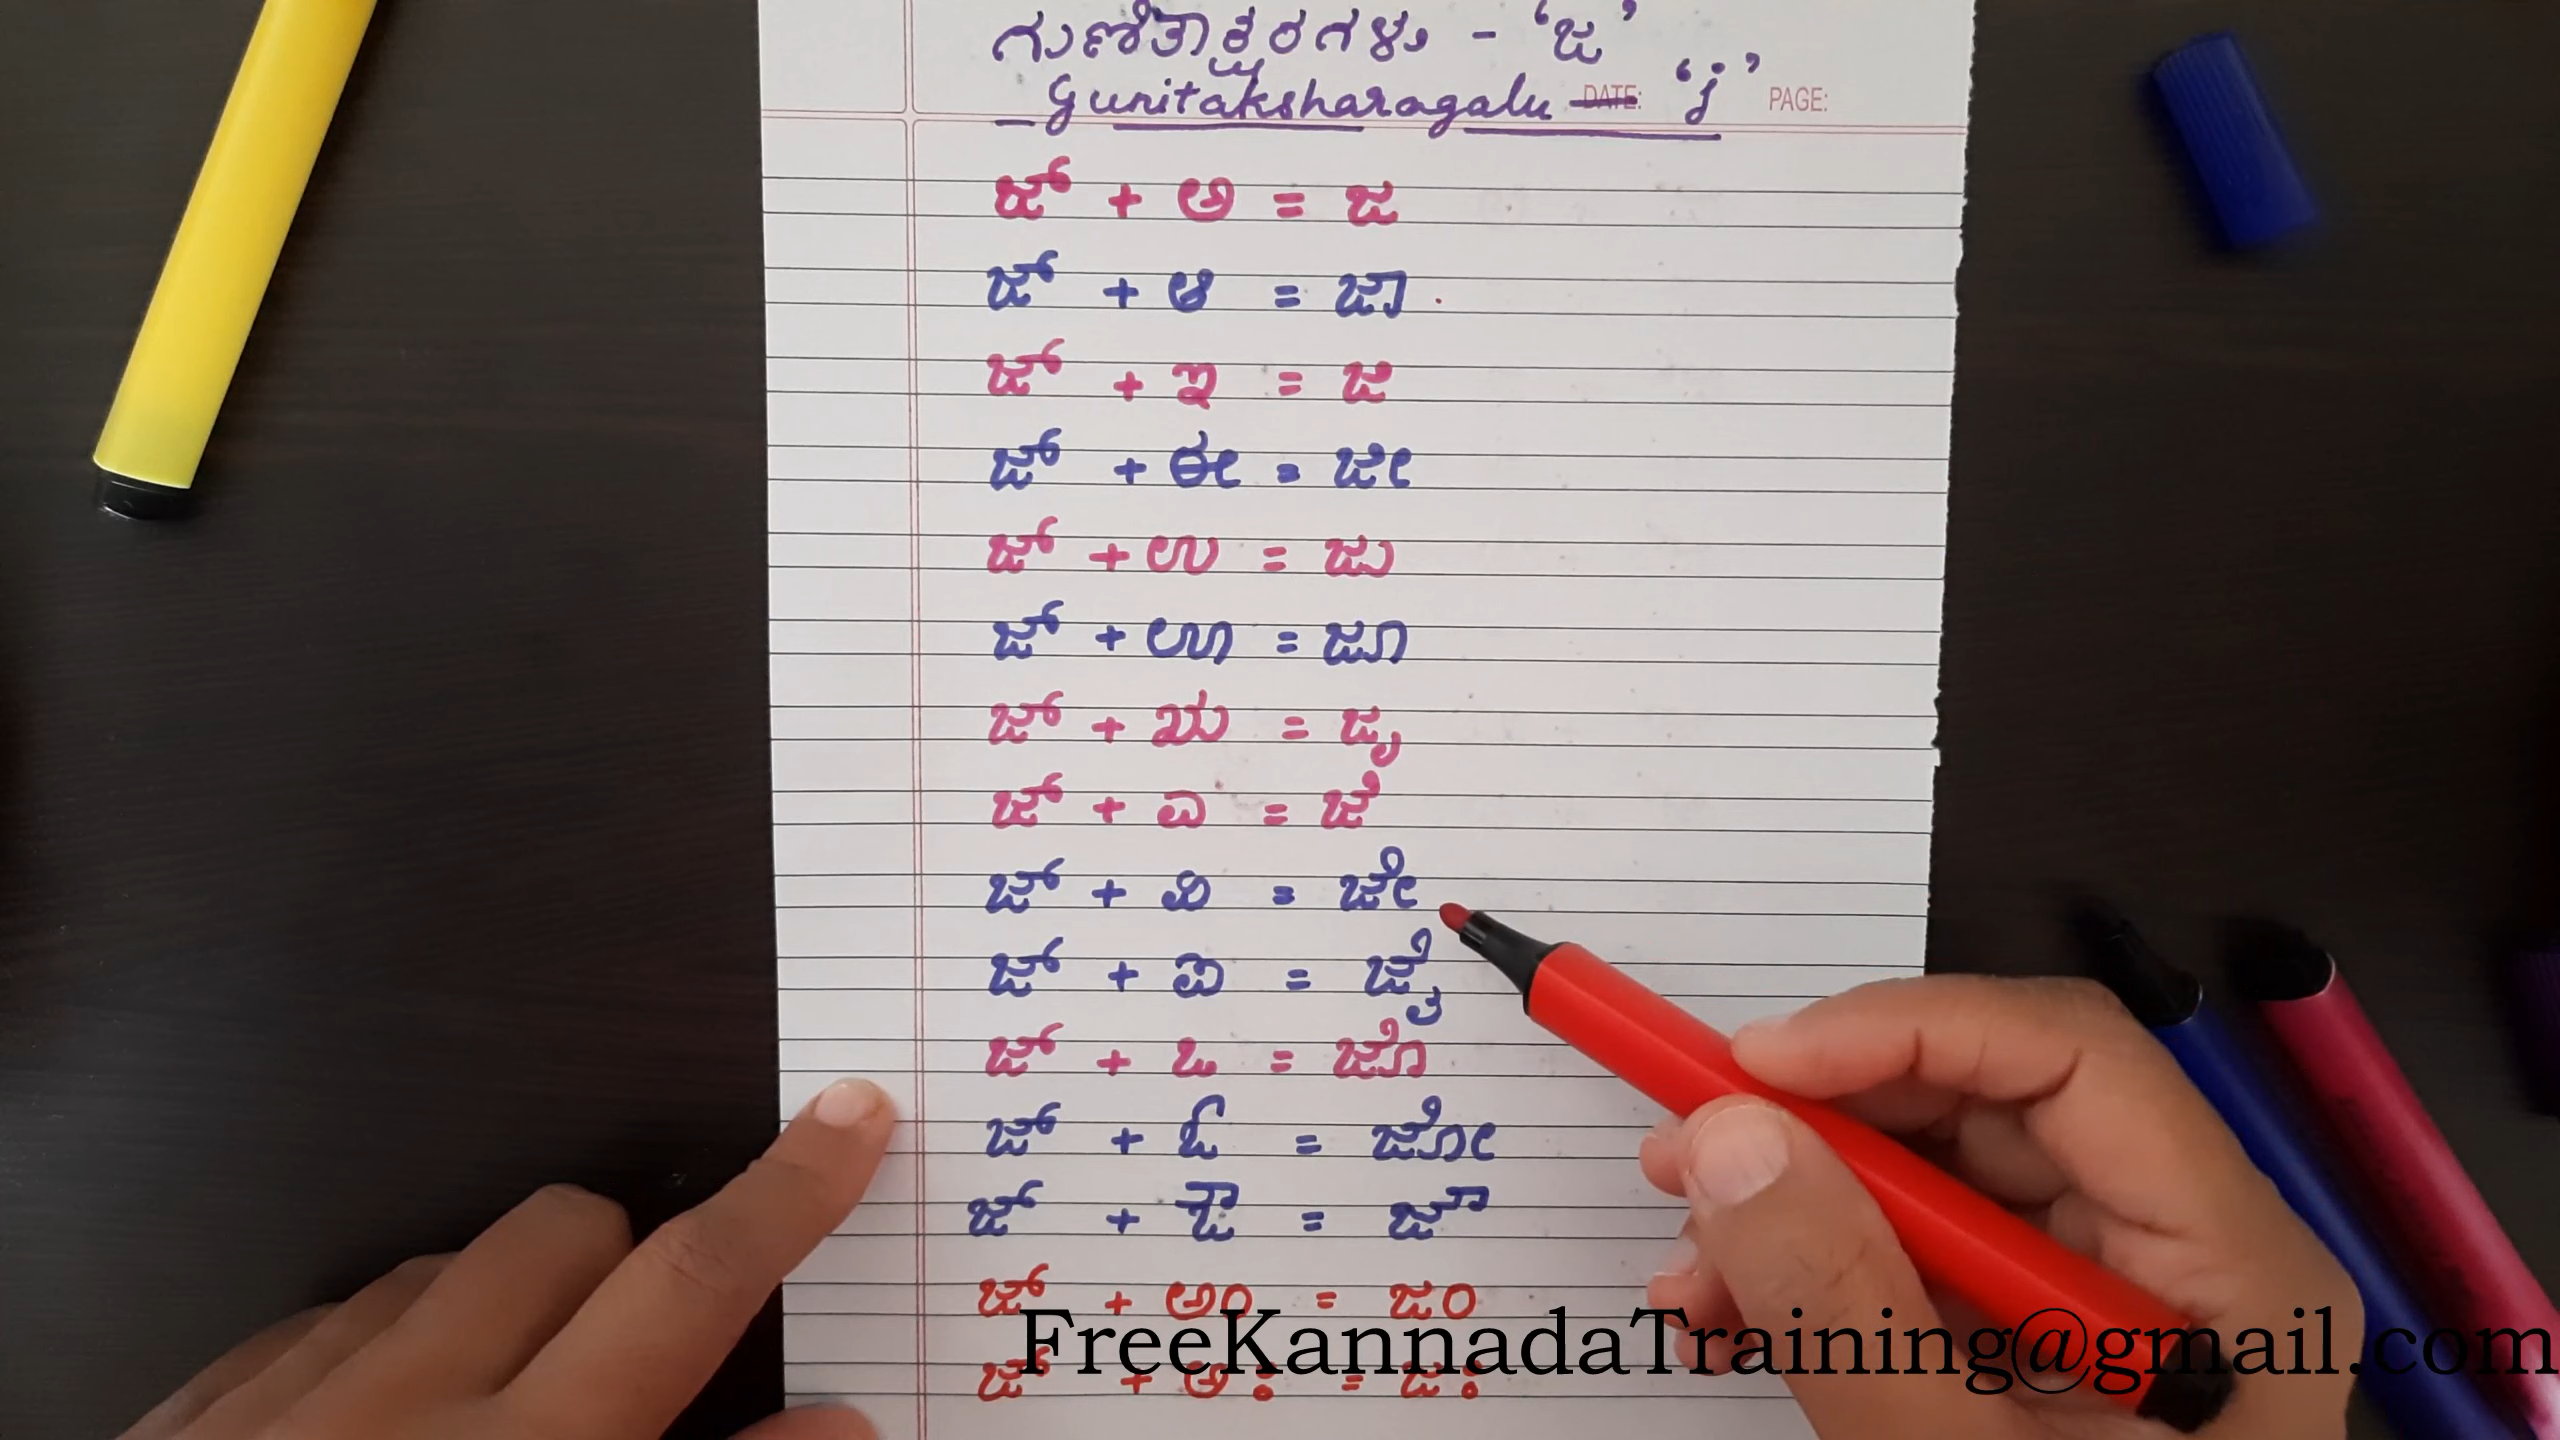 ಗುಣಿತಾಕ್ಷರಗಳು - ‘ಜ’
Gunitaksharagalu - ‘j’
DATE: PAGE:
ಜ್ + ಅ = ಜ
ಜ್ + ಆ = ಜಾ
ಜ್ + ಇ = ಜಿ
ಜ್ + ಈ = ಜೀ
ಜ್ + ಉ = ಜು
ಜ್ + ಊ = ಜೂ
ಜ್ + ಋ = ಜೃ
ಜ್ + ಎ = ಜೆ
ಜ್ + ಏ = ಜೇ
ಜ್ + ಐ = ಜೈ
ಜ್ + ಒ = ಜೊ
ಜ್ + ಓ = ಜೋ
ಜ್ + ಔ = ಜೌ
ಜ್ + ಅಂ = ಜಂ
FreeKannadaTraining@gmail.com
ಜ್ + ಅಃ = ಜಃ